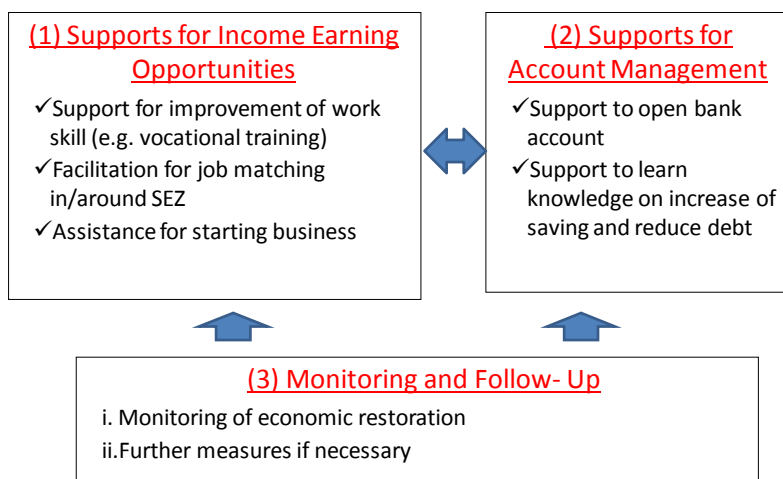 (1) Supports for Income Earning
Opportunities
✓Support for improvement of work
skill (e.g. vocational training)
✓Facilitation for job matching
in/around SEZ
✓Assistance for starting business
(2) Supports for
Account Management
✓Support to open bank
account
✓Support to learn
knowledge on increase of
saving and reduce debt
(3) Monitoring and Follow- Up
i. Monitoring of economic restoration
ii.Further measures if necessary